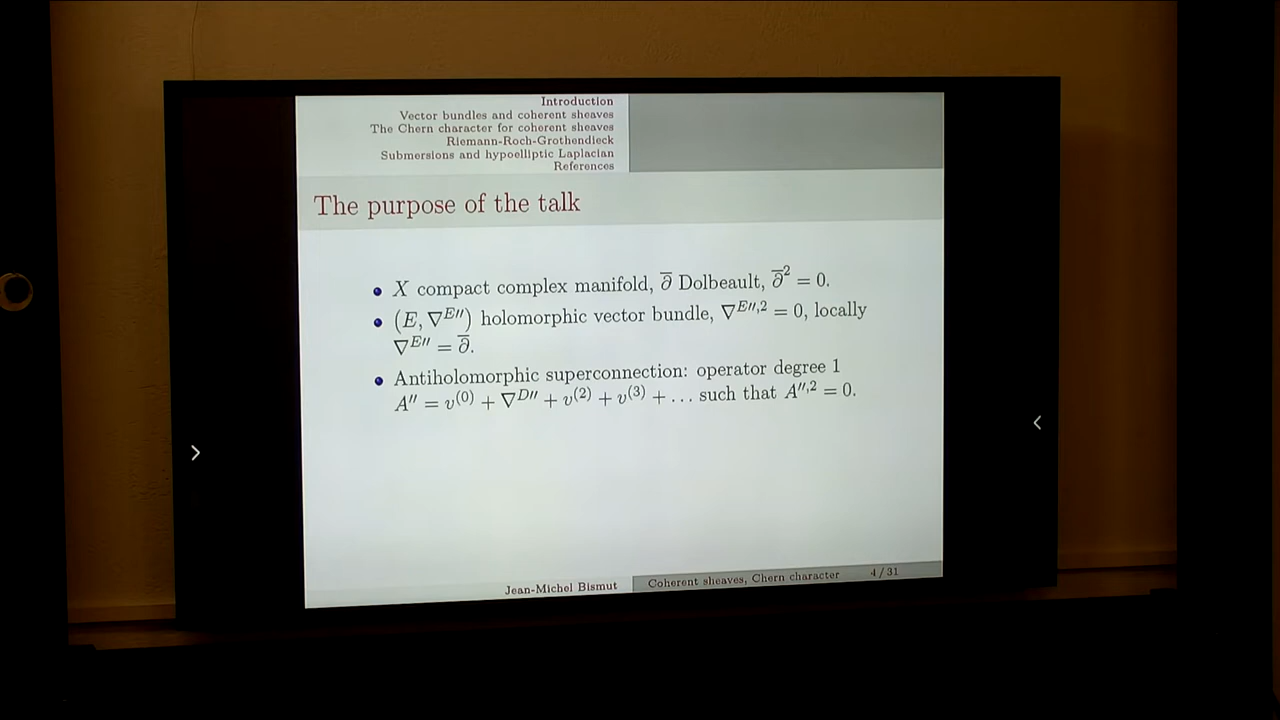 Introduction
Vector bundles and coherent sheaves
The Chern character for coherent sheaves
Riemann-Roch-Grothendieck
Submersions and hypoelliptic Laplacian
References
The purpose of the talk
X compact complex manifold, ∂̅ Dolbeault, ∂̅² = 0.
(E, ∇^{E″}) holomorphic vector bundle, ∇^{E″,2} = 0, locally
∇^{E″} = ∂̅.
Antiholomorphic superconnection: operator degree 1
A″ = v^{(0)} + ∇^{D″} + v^{(2)} + v^{(3)} + … such that A^{″,2} = 0.
Jean-Michel Bismut
Coherent sheaves, Chern character
4 / 31